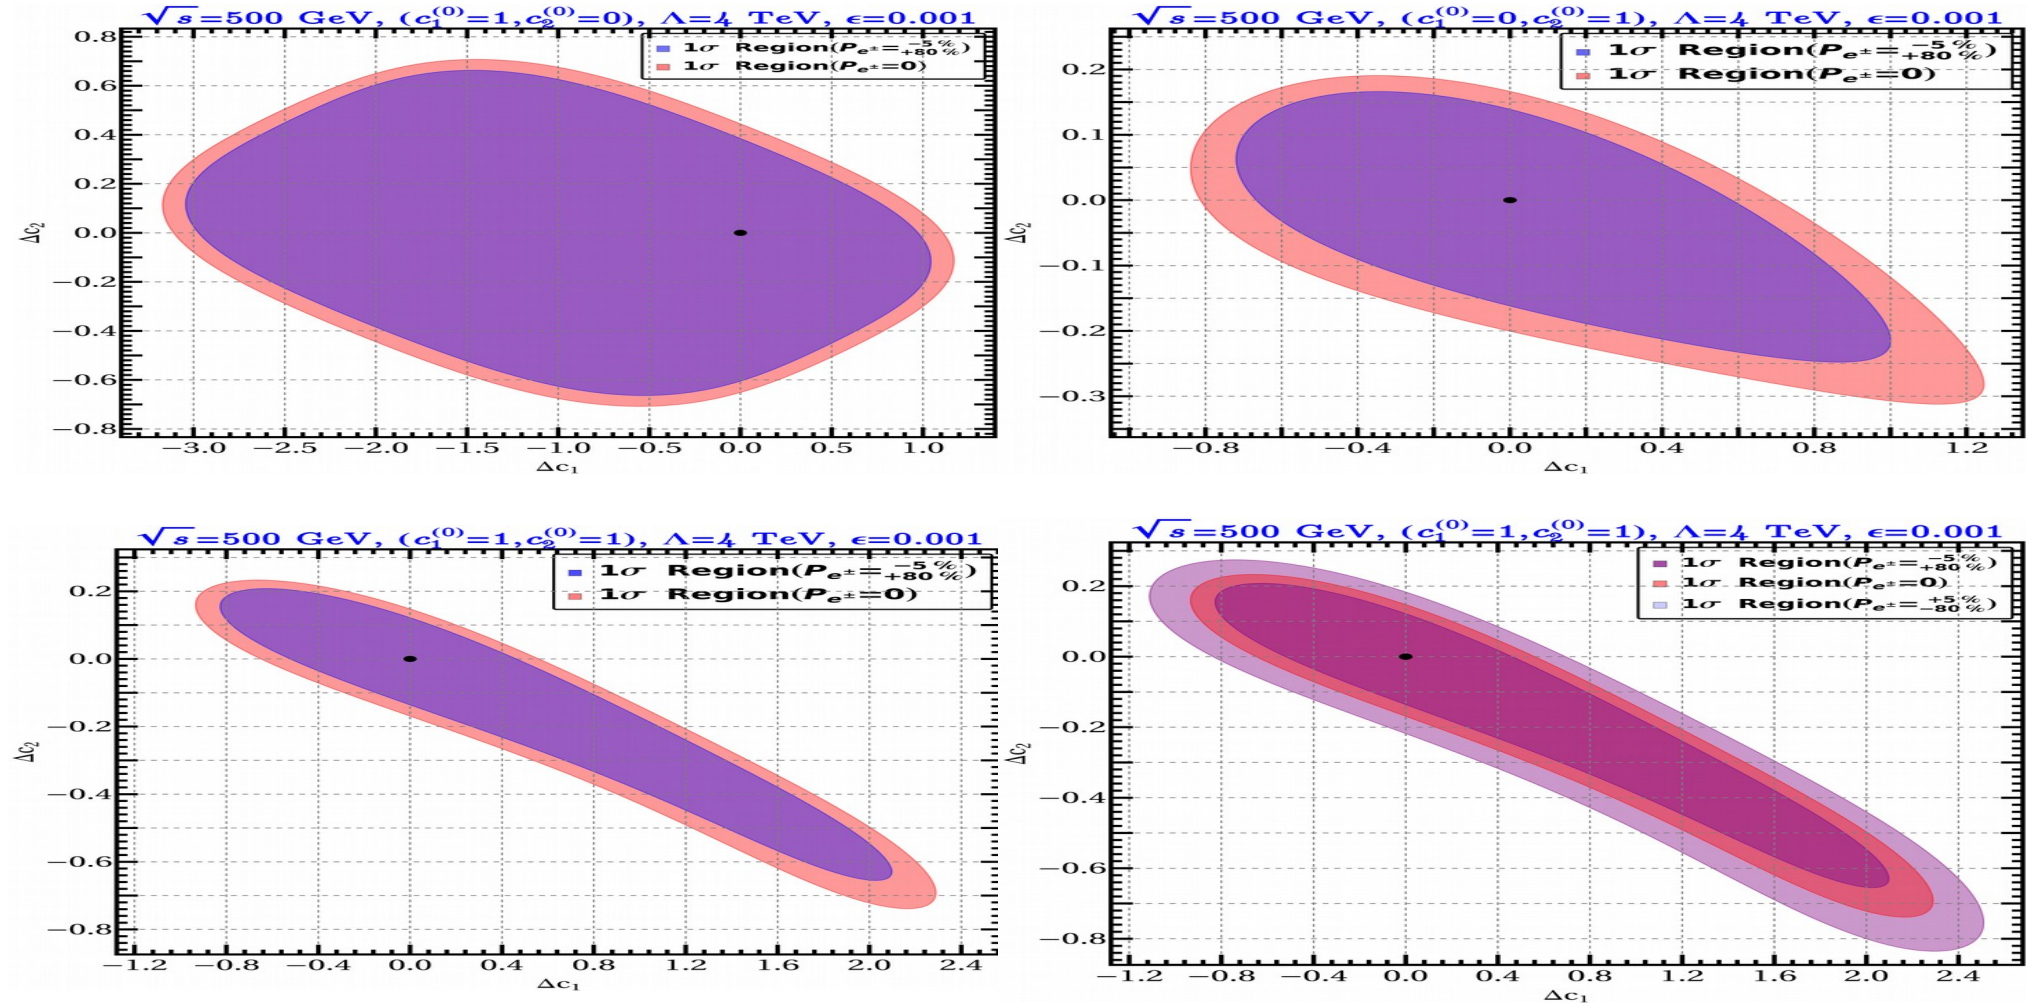 √s=500 GeV, (c₁⁽⁰⁾=1,c₂⁽⁰⁾=0), Λ=4 TeV, ϵ=0.001
1σ Region(Pₑ±=−5 % +80 %)
1σ Region(Pₑ±=0)
0.8
0.6
0.4
0.2
0.0
−0.2
−0.4
−0.6
−0.8
Δc₂
−3.0 −2.5 −2.0 −1.5 −1.0 −0.5 0.0 0.5 1.0
Δc₁
√s=500 GeV, (c₁⁽⁰⁾=0,c₂⁽⁰⁾=1), Λ=4 TeV, ϵ=0.001
1σ Region(Pₑ±=−5 % +80 %)
1σ Region(Pₑ±=0)
0.2
0.1
0.0
−0.1
−0.2
−0.3
Δc₂
−0.8 −0.4 0.0 0.4 0.8 1.2
Δc₁
√s=500 GeV, (c₁⁽⁰⁾=1,c₂⁽⁰⁾=1), Λ=4 TeV, ϵ=0.001
1σ Region(Pₑ±=−5 % +80 %)
1σ Region(Pₑ±=0)
0.2
0.0
−0.2
−0.4
−0.6
−0.8
Δc₂
−1.2 −0.8 −0.4 0.0 0.4 0.8 1.2 1.6 2.0 2.4
Δc₁
√s=500 GeV, (c₁⁽⁰⁾=1,c₂⁽⁰⁾=1), Λ=4 TeV, ϵ=0.001
1σ Region(Pₑ±=−5 % +80 %)
1σ Region(Pₑ±=0)
1σ Region(Pₑ±=+5 % −80 %)
0.2
0.0
−0.2
−0.4
−0.6
−0.8
Δc₂
−1.2 −0.8 −0.4 0.0 0.4 0.8 1.2 1.6 2.0 2.4
Δc₁